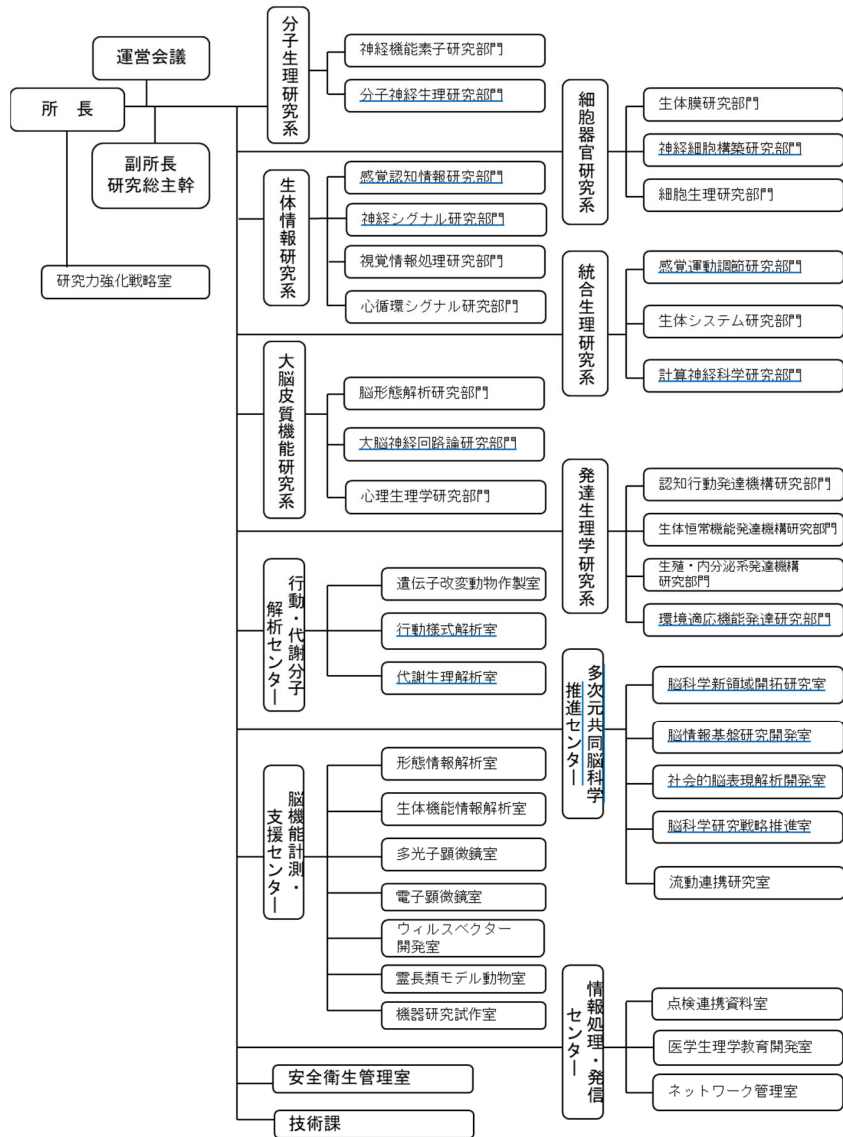 運営会議
所　長
副所長
研究総主幹
研究力強化戦略室
分子生理研究系
神経機能素子研究部門
分子神経生理研究部門
細胞器官研究系
生体膜研究部門
神経細胞構築研究部門
細胞生理研究部門
生体情報研究系
感覚認知情報研究部門
神経シグナル研究部門
視覚情報処理研究部門
心循環シグナル研究部門
統合生理研究系
感覚運動調節研究部門
生体システム研究部門
計算神経科学研究部門
大脳皮質機能研究系
脳形態解析研究部門
大脳神経回路論研究部門
心理生理学研究部門
発達生理学研究系
認知行動発達機構研究部門
生体恒常機能発達機構研究部門
生殖・内分泌系発達機構
研究部門
環境適応機能発達研究部門
行動・代謝分子
解析センター
遺伝子改変動物作製室
行動様式解析室
代謝生理解析室
多次元共同脳科学
推進センター
脳科学新領域開拓研究室
脳情報基盤研究開発室
社会的脳表現解析開発室
脳科学研究戦略推進室
流動連携研究室
脳機能計測・
支援センター
形態情報解析室
生体機能情報解析室
多光子顕微鏡室
電子顕微鏡室
ウィルスベクター
開発室
霊長類モデル動物室
機器研究試作室
情報処理・発信
センター
点検連携資料室
医学生理学教育開発室
ネットワーク管理室
安全衛生管理室
技術課